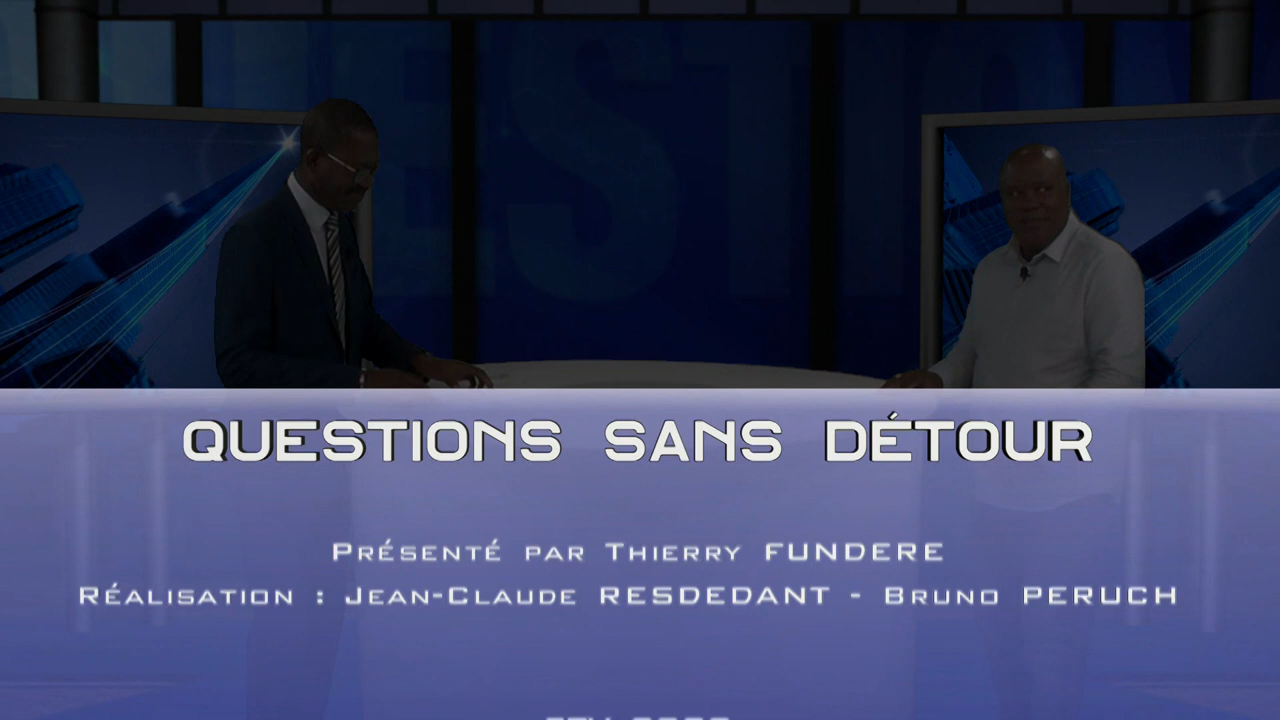 QUESTIONS SANS DÉTOUR
PRÉSENTÉ PAR THIERRY FUNDERE
RÉALISATION : JEAN-CLAUDE RESDEDANT - BRUNO PERUCH